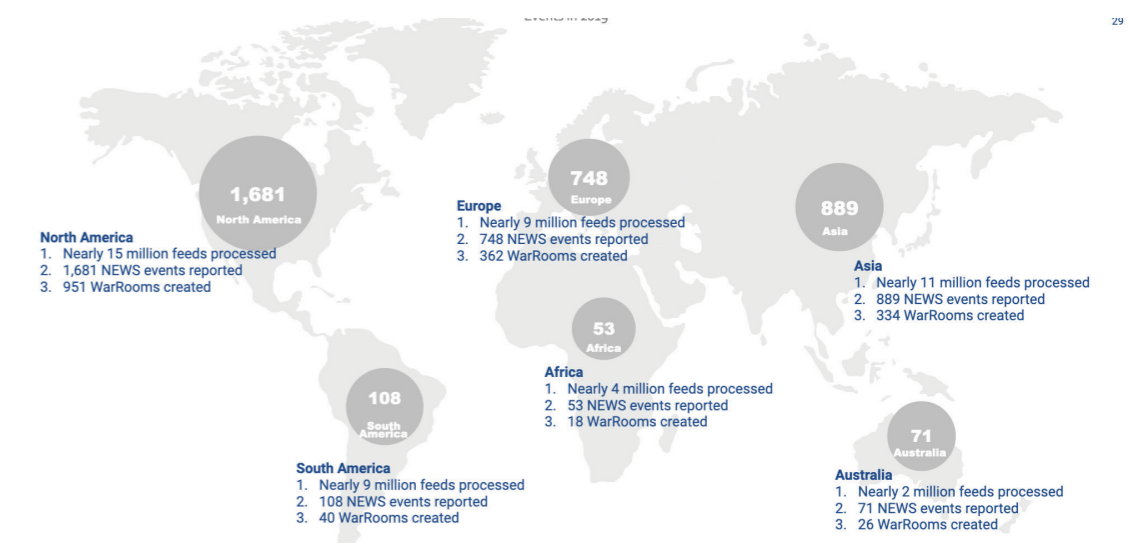 Events in 2019
29
1,681
North America
748
Europe
889
Asia
Europe
1. Nearly 9 million feeds processed
2. 748 NEWS events reported
3. 362 WarRooms created
North America
1. Nearly 15 million feeds processed
2. 1,681 NEWS events reported
3. 951 WarRooms created
Asia
1. Nearly 11 million feeds processed
2. 889 NEWS events reported
3. 334 WarRooms created
53
Africa
Africa
1. Nearly 4 million feeds processed
2. 53 NEWS events reported
3. 18 WarRooms created
108
South
America
71
Australia
South America
1. Nearly 9 million feeds processed
2. 108 NEWS events reported
3. 40 WarRooms created
Australia
1. Nearly 2 million feeds processed
2. 71 NEWS events reported
3. 26 WarRooms created